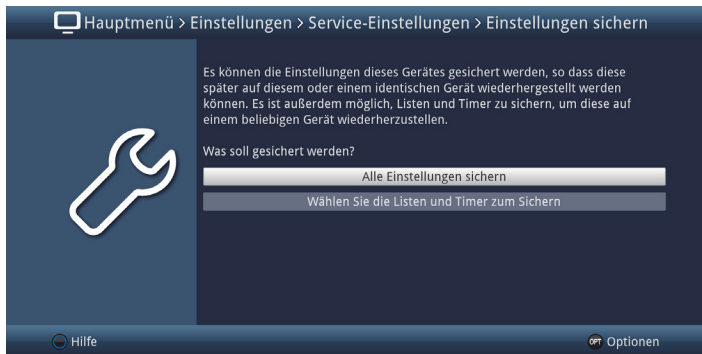 Hauptmenü > Einstellungen > Service-Einstellungen > Einstellungen sichern
Es können die Einstellungen dieses Gerätes gesichert werden, so dass diese
später auf diesem oder einem identischen Gerät wiederhergestellt werden
können. Es ist außerdem möglich, Listen und Timer zu sichern, um diese auf
einem beliebigen Gerät wiederherzustellen.
Was soll gesichert werden?
Alle Einstellungen sichern
Wählen Sie die Listen und Timer zum Sichern
Hilfe
OPT Optionen